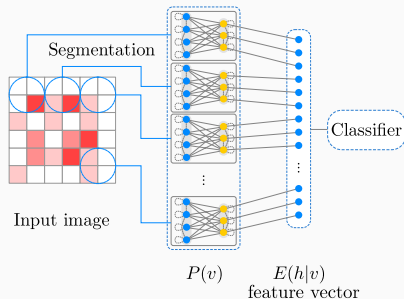 Segmentation
Classifier
Input image
P(v)
E(h|v)
feature vector